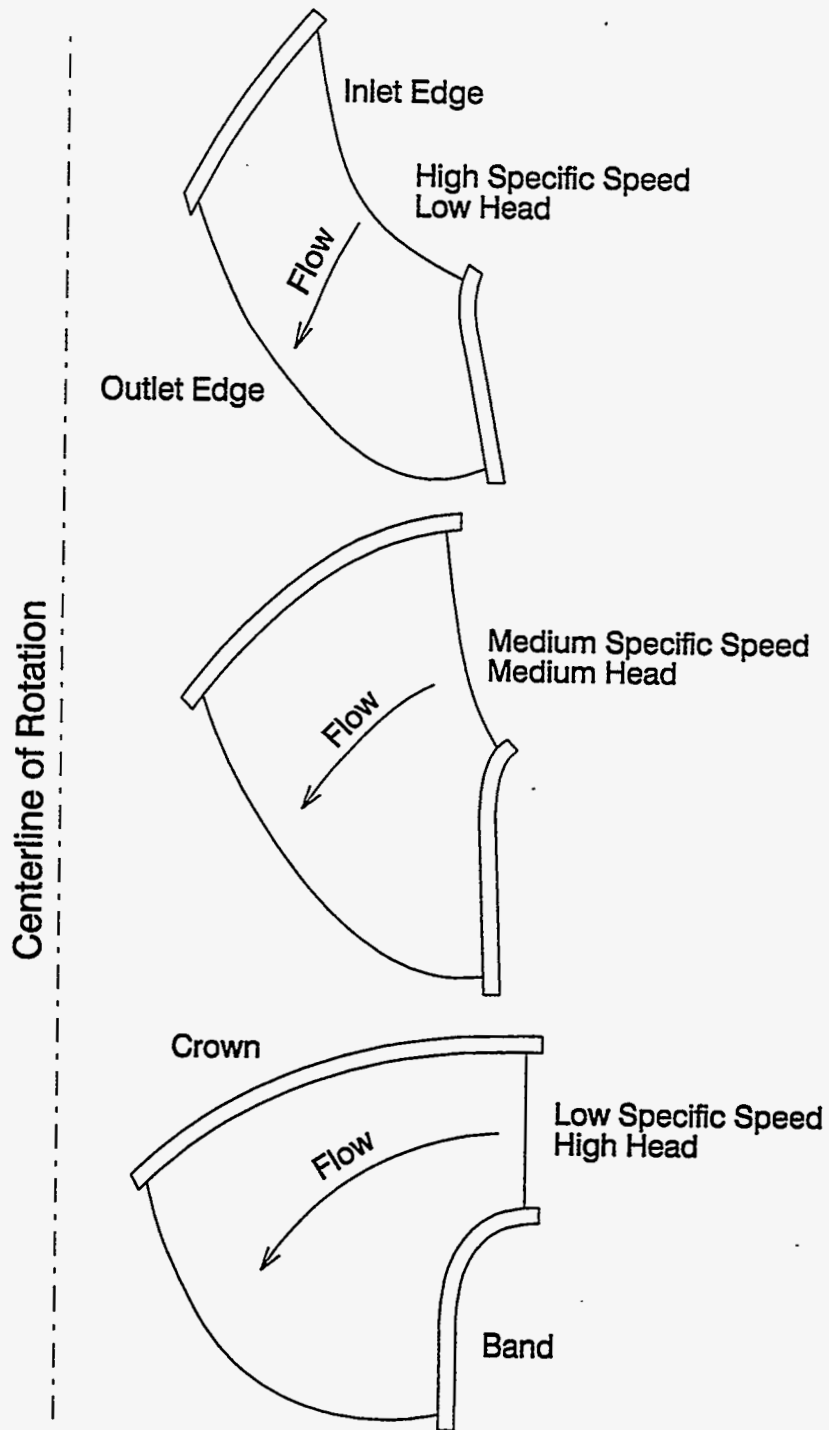 Inlet Edge
High Specific Speed
Low Head
Flow
Outlet Edge
Centerline of Rotation
Medium Specific Speed
Medium Head
Flow
Crown
Low Specific Speed
High Head
Flow
Band